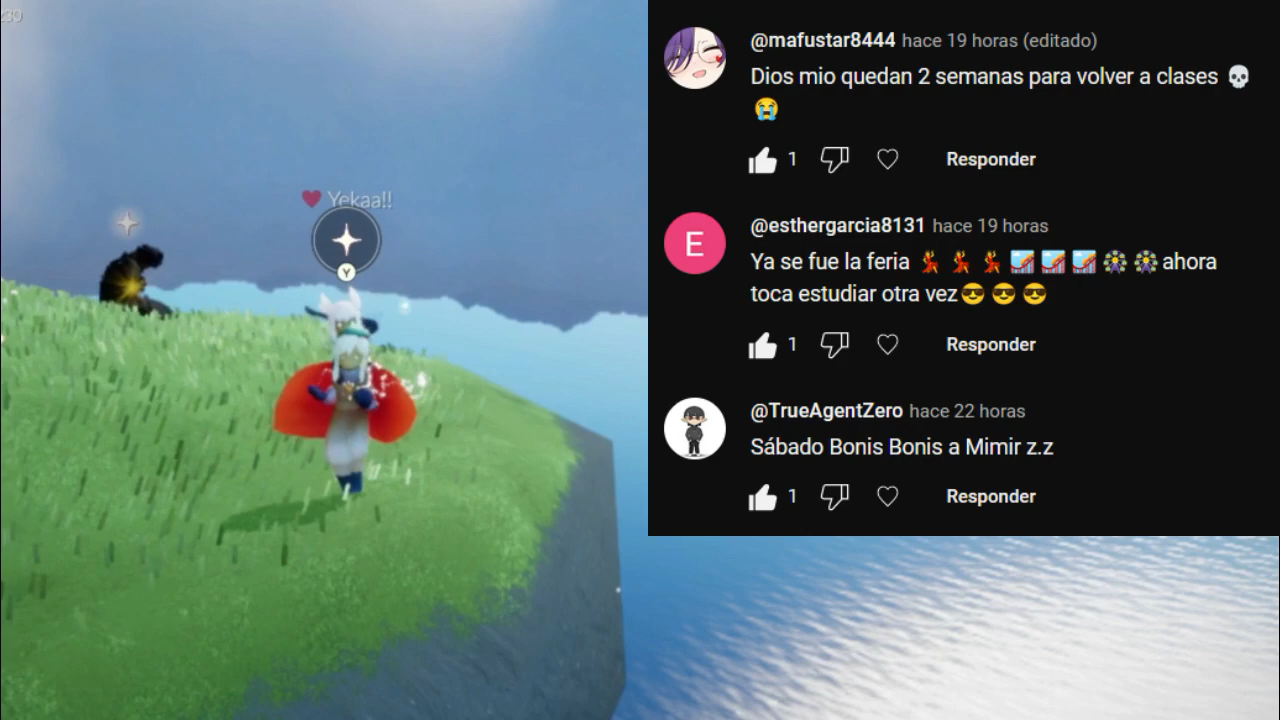 :30
Yekaa!!
Y
@mafustar8444 hace 19 horas (editado)
Dios mio quedan 2 semanas para volver a clases 💀
😭
1 Responder
E
@esthergarcia8131 hace 19 horas
Ya se fue la feria 💃💃💃🎢🎢🎢🎡🎡ahora
toca estudiar otra vez😎😎😎
1 Responder
@TrueAgentZero hace 22 horas
Sábado Bonis Bonis a Mimir z.z
1 Responder